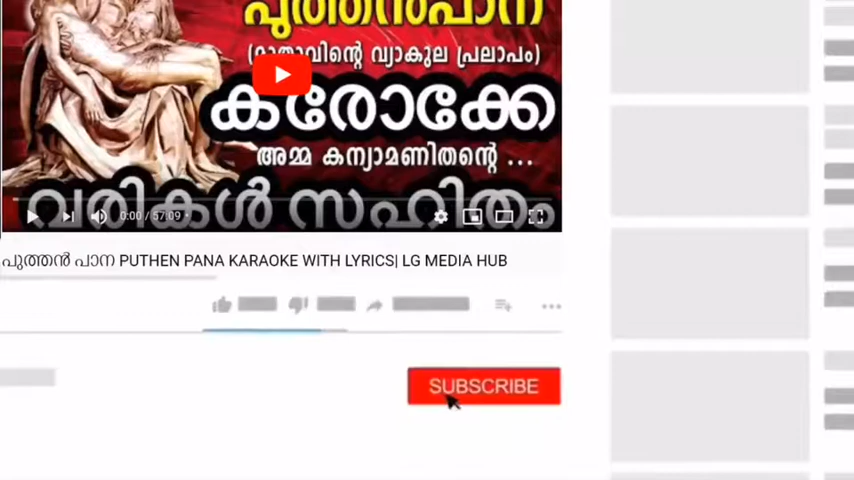 പുത്തൻപാന
(മാതാവിന്റെ വ്യാകുല പ്രലാപം)
കരോക്കേ
അമ്മ കന്യാമണിതന്റെ ...
വരികൾ സഹിതം
0:00 / 57:09
പുത്തൻ പാന PUTHEN PANA KARAOKE WITH LYRICS| LG MEDIA HUB
SUBSCRIBE